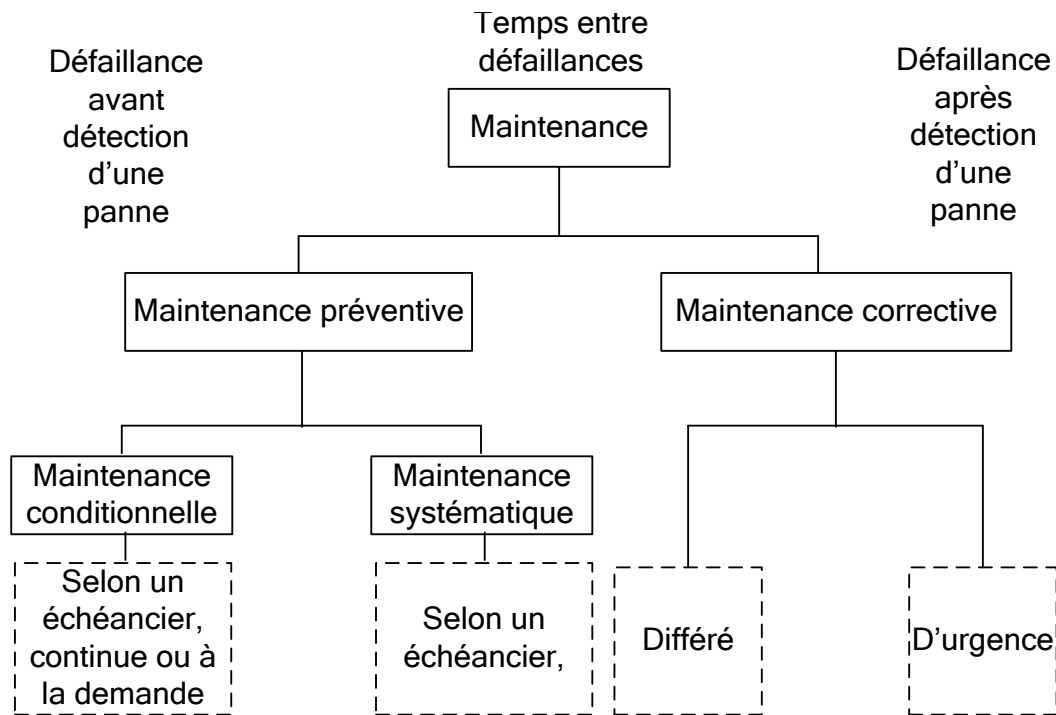 Temps entre
défaillances
Défaillance
avant
détection
d'une
panne
Défaillance
après
détection
d'une
panne
Maintenance
Maintenance préventive
Maintenance corrective
Maintenance
conditionnelle
Maintenance
systématique
Selon un
échéancier,
continue ou à
la demande
Selon un
échéancier,
Différé
D'urgence